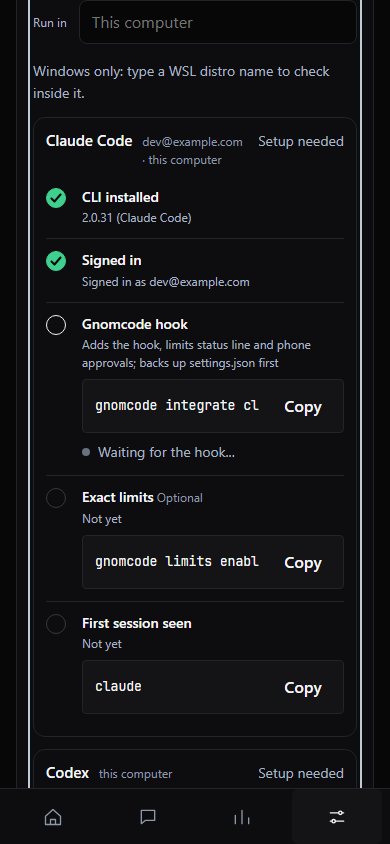 Run in
This computer
Windows only: type a WSL distro name to check
inside it.
Claude Code dev@example.com Setup needed
· this computer
CLI installed
2.0.31 (Claude Code)
Signed in
Signed in as dev@example.com
Gnomcode hook
Adds the hook, limits status line and phone
approvals; backs up settings.json first
gnomcode integrate cl Copy
Waiting for the hook...
Exact limits Optional
Not yet
gnomcode limits enabl Copy
First session seen
Not yet
claude Copy
Codex this computer Setup needed